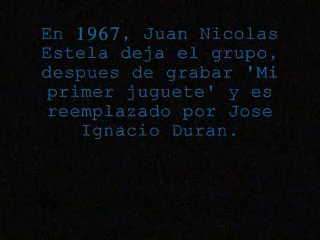 En 1967, Juan Nicolas
Estela deja el grupo,
despues de grabar 'Mi
primer juguete' y es
reemplazado por Jose
Ignacio Duran.